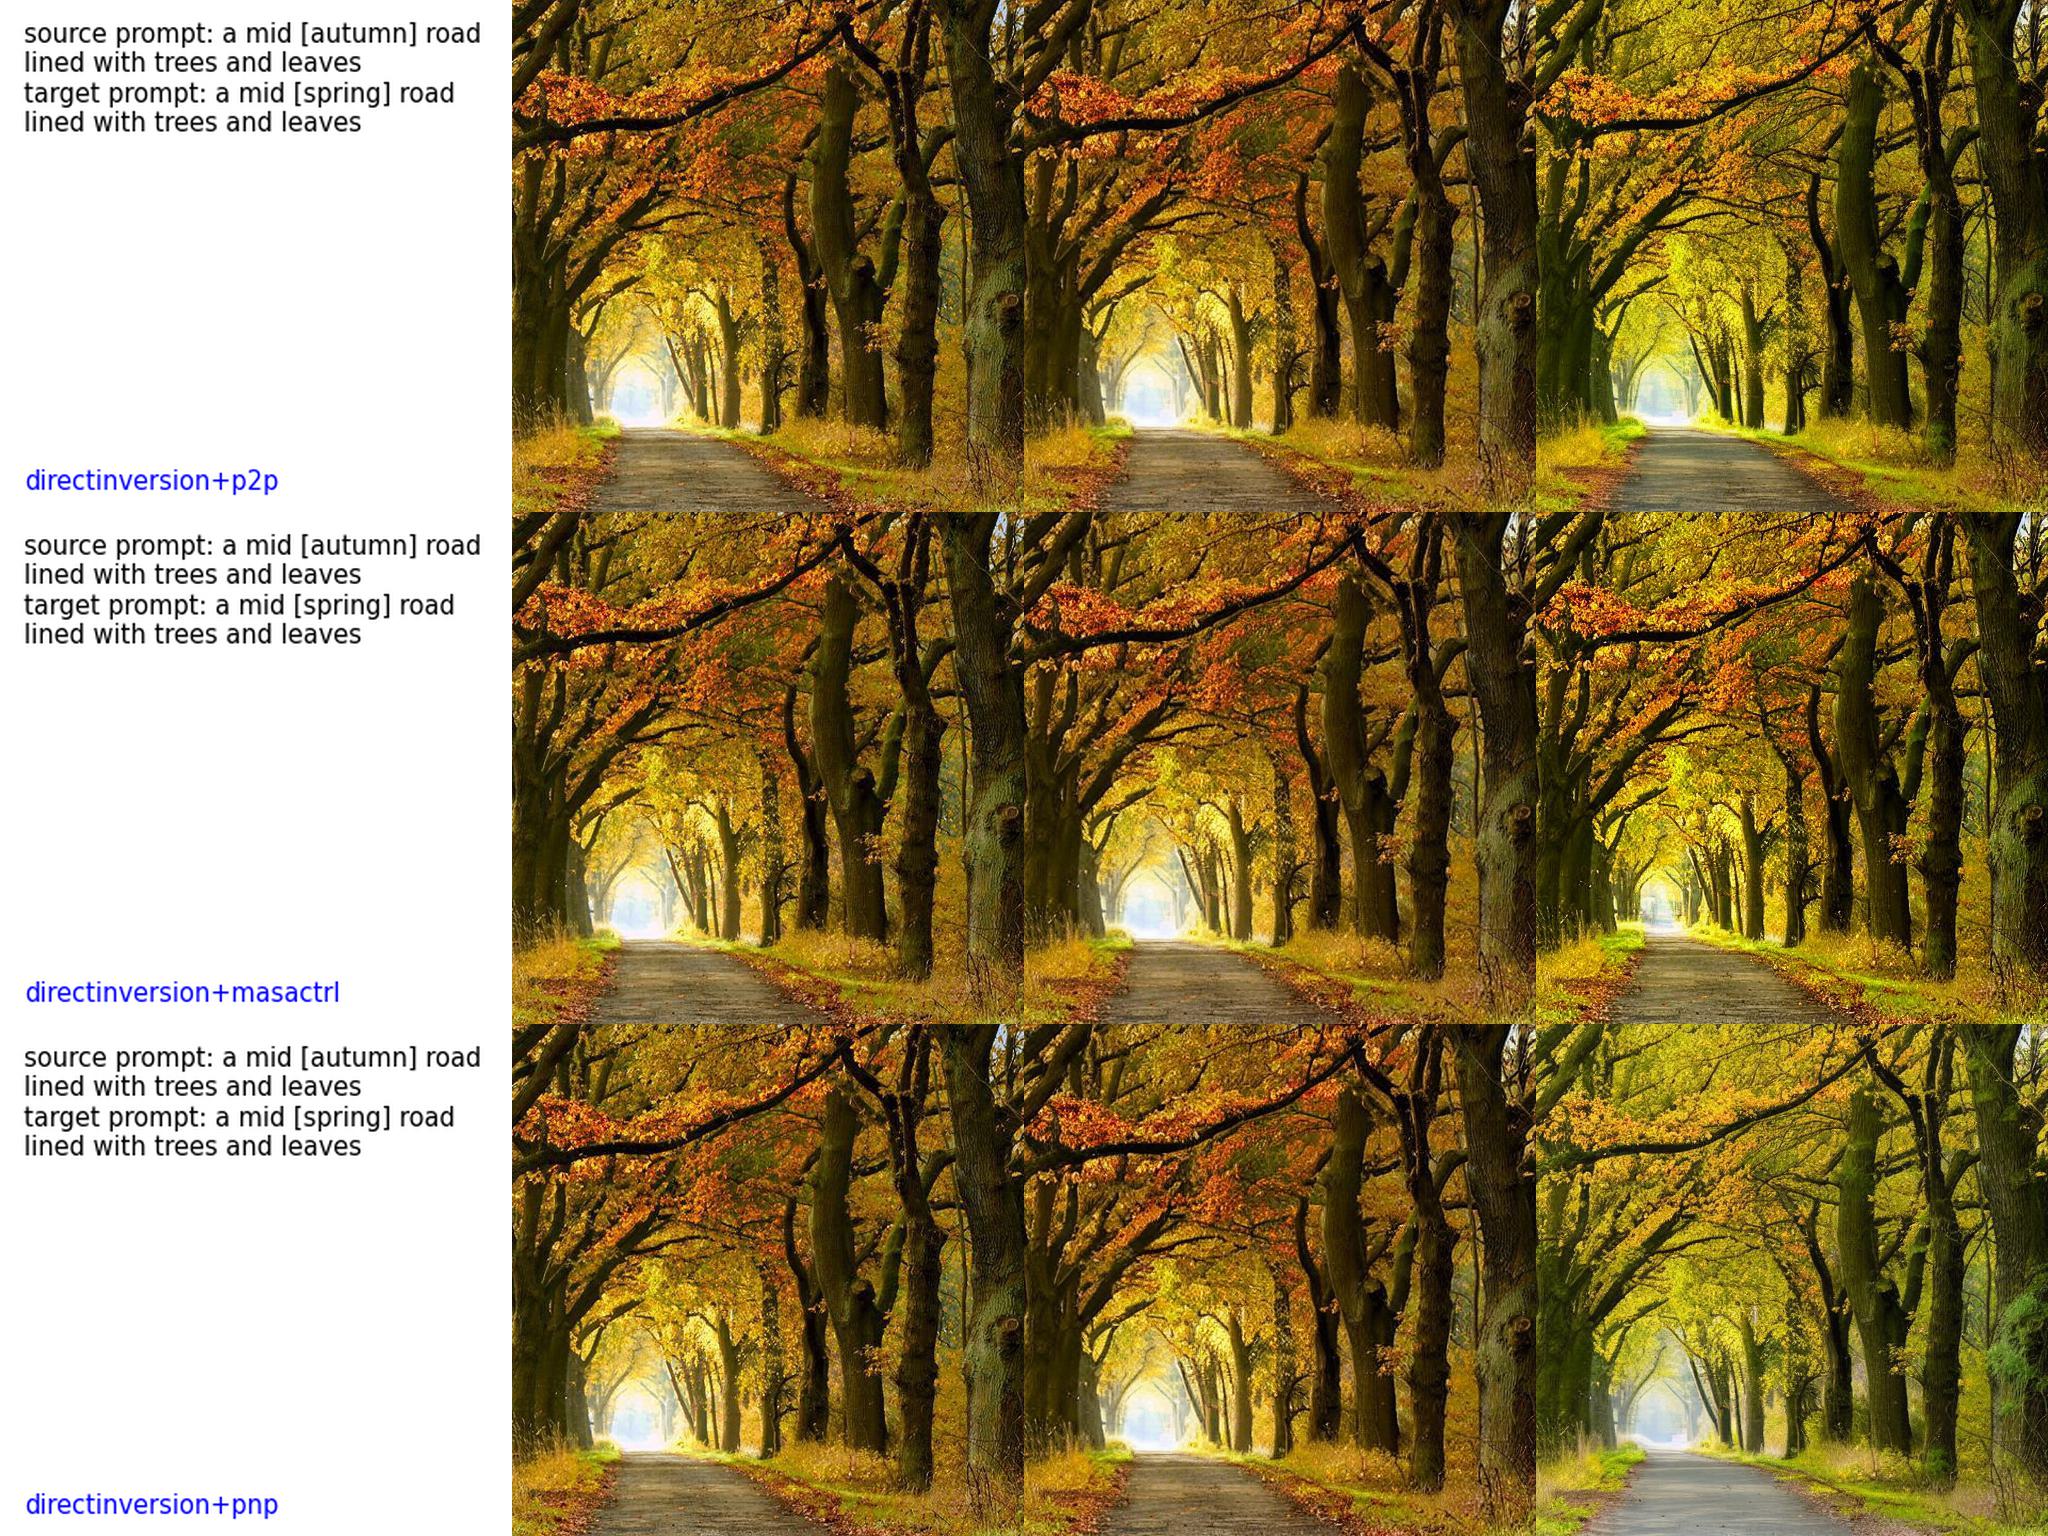 source prompt: a mid [autumn] road
lined with trees and leaves
target prompt: a mid [spring] road
lined with trees and leaves
directinversion+p2p
source prompt: a mid [autumn] road
lined with trees and leaves
target prompt: a mid [spring] road
lined with trees and leaves
directinversion+masactrl
source prompt: a mid [autumn] road
lined with trees and leaves
target prompt: a mid [spring] road
lined with trees and leaves
directinversion+pnp